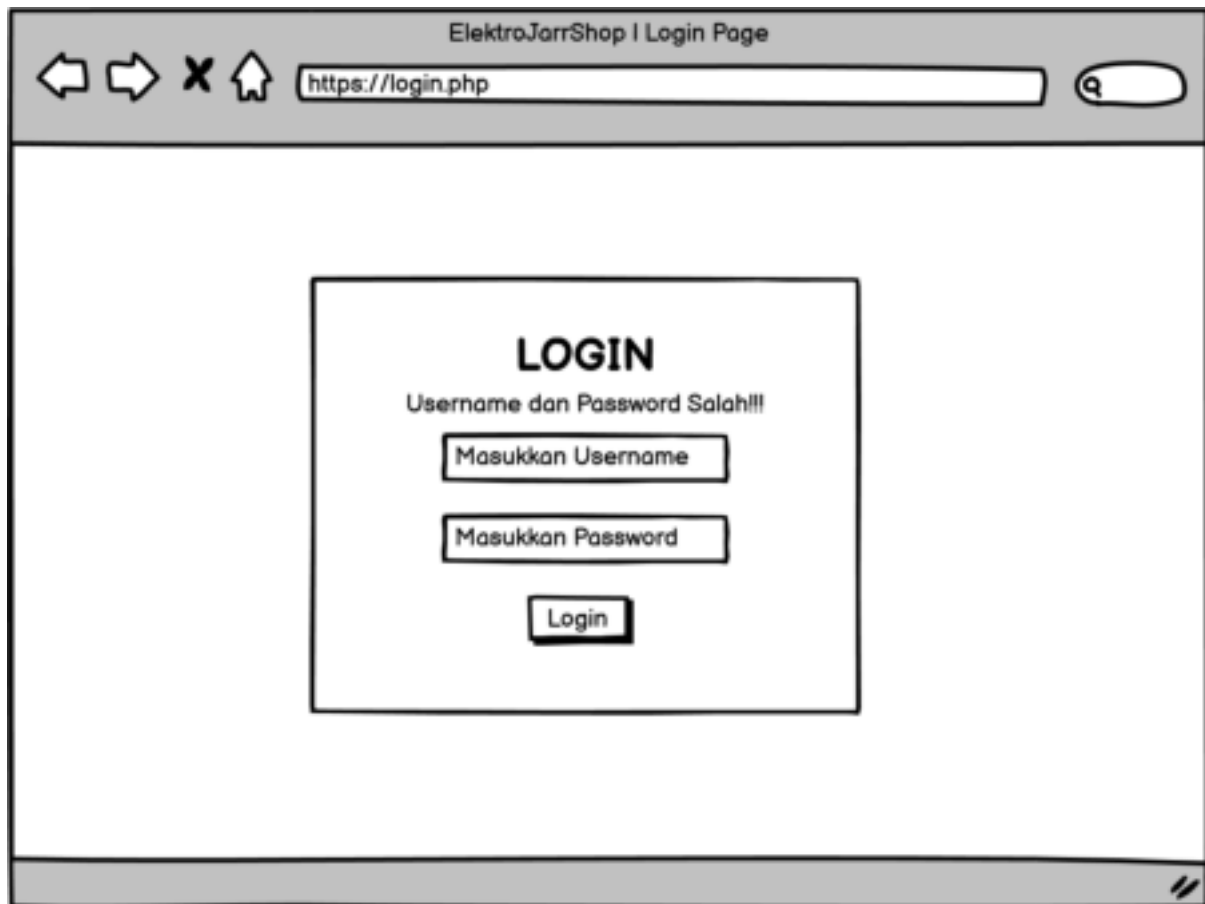 ElektroJarrShop | Login Page
https://login.php
LOGIN
Username dan Password Salah!!!
Masukkan Username
Masukkan Password
Login